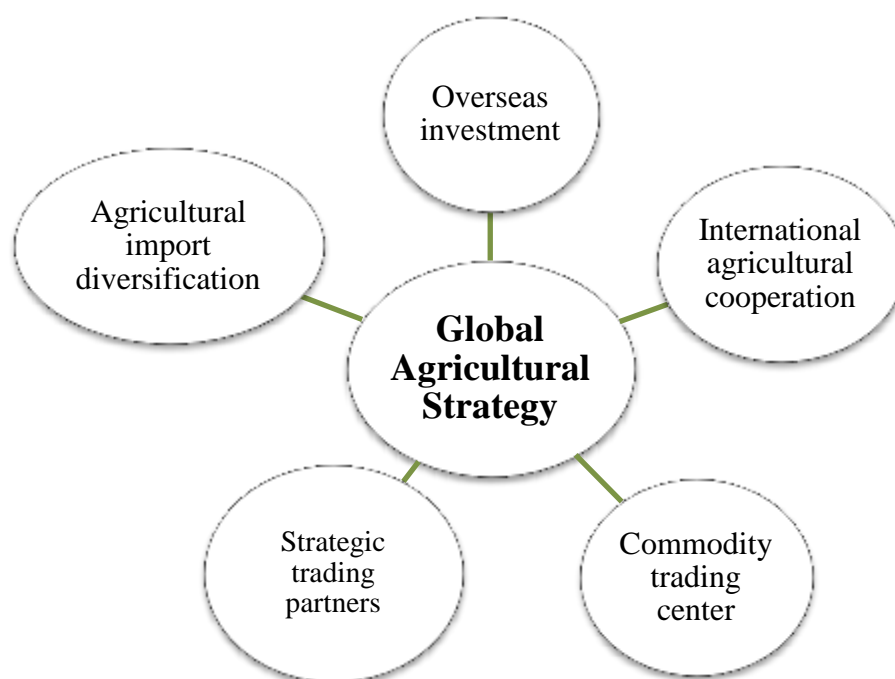 Overseas
investment
Agricultural
import
diversification
International
agricultural
cooperation
Global
Agricultural
Strategy
Strategic
trading
partners
Commodity
trading
center